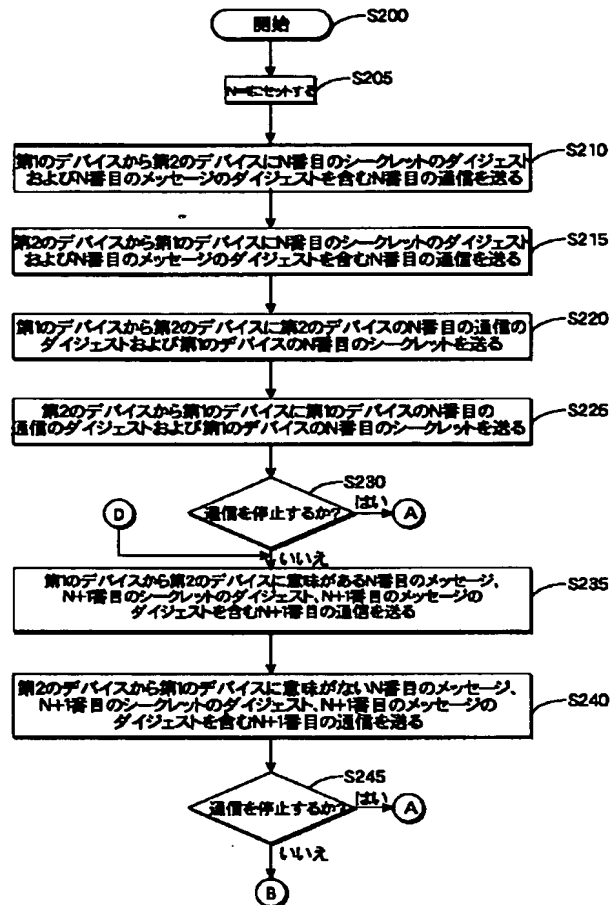 開始
S200
にセットする
S205
第1のデバイスから第2のデバイスにN番目のシークレットのダイジェスト
およびN番目のメッセージのダイジェストを含むN番目の通信を送る
S210
第2のデバイスから第1のデバイスにN番目のシークレットのダイジェスト
およびN番目のメッセージのダイジェストを含むN番目の通信を送る
S215
第1のデバイスから第2のデバイスに第2のデバイスのN番目の通信の
ダイジェストおよび第1のデバイスのN番目のシークレットを送る
S220
第2のデバイスから第1のデバイスに第1のデバイスのN番目の
通信のダイジェストおよび第1のデバイスのN番目のシークレットを送る
S225
S230
通信を停止するか?
はい
A
D
いいえ
第1のデバイスから第2のデバイスに意味があるN番目のメッセージ、
N+1番目のシークレットのダイジェスト、N+1番目のメッセージの
ダイジェストを含むN+1番目の通信を送る
S235
第2のデバイスから第1のデバイスに意味がないN番目のメッセージ、
N+1番目のシークレットのダイジェスト、N+1番目のメッセージの
ダイジェストを含むN+1番目の通信を送る
S240
S245
通信を停止するか?
はい
A
いいえ
B